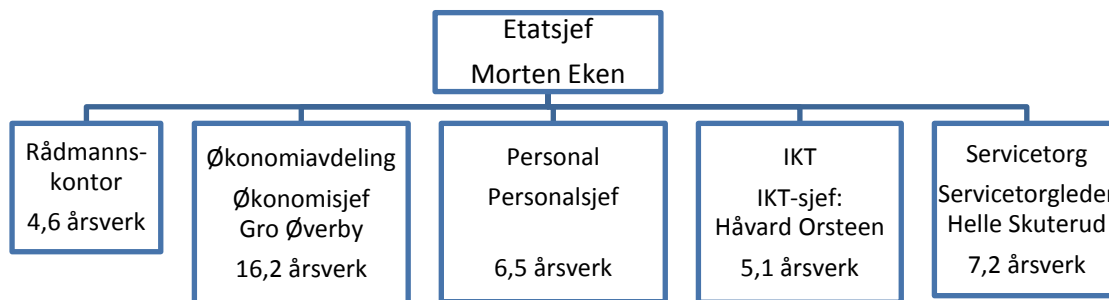 Etatsjef
Morten Eken
Rådmanns-
kontor
4,6 årsverk
Økonomiavdeling
Økonomisjef
Gro Øverby
16,2 årsverk
Personal
Personalsjef
6,5 årsverk
IKT
IKT-sjef:
Håvard Orsteen
5,1 årsverk
Servicetorg
Servicetorgleder
Helle Skuterud
7,2 årsverk